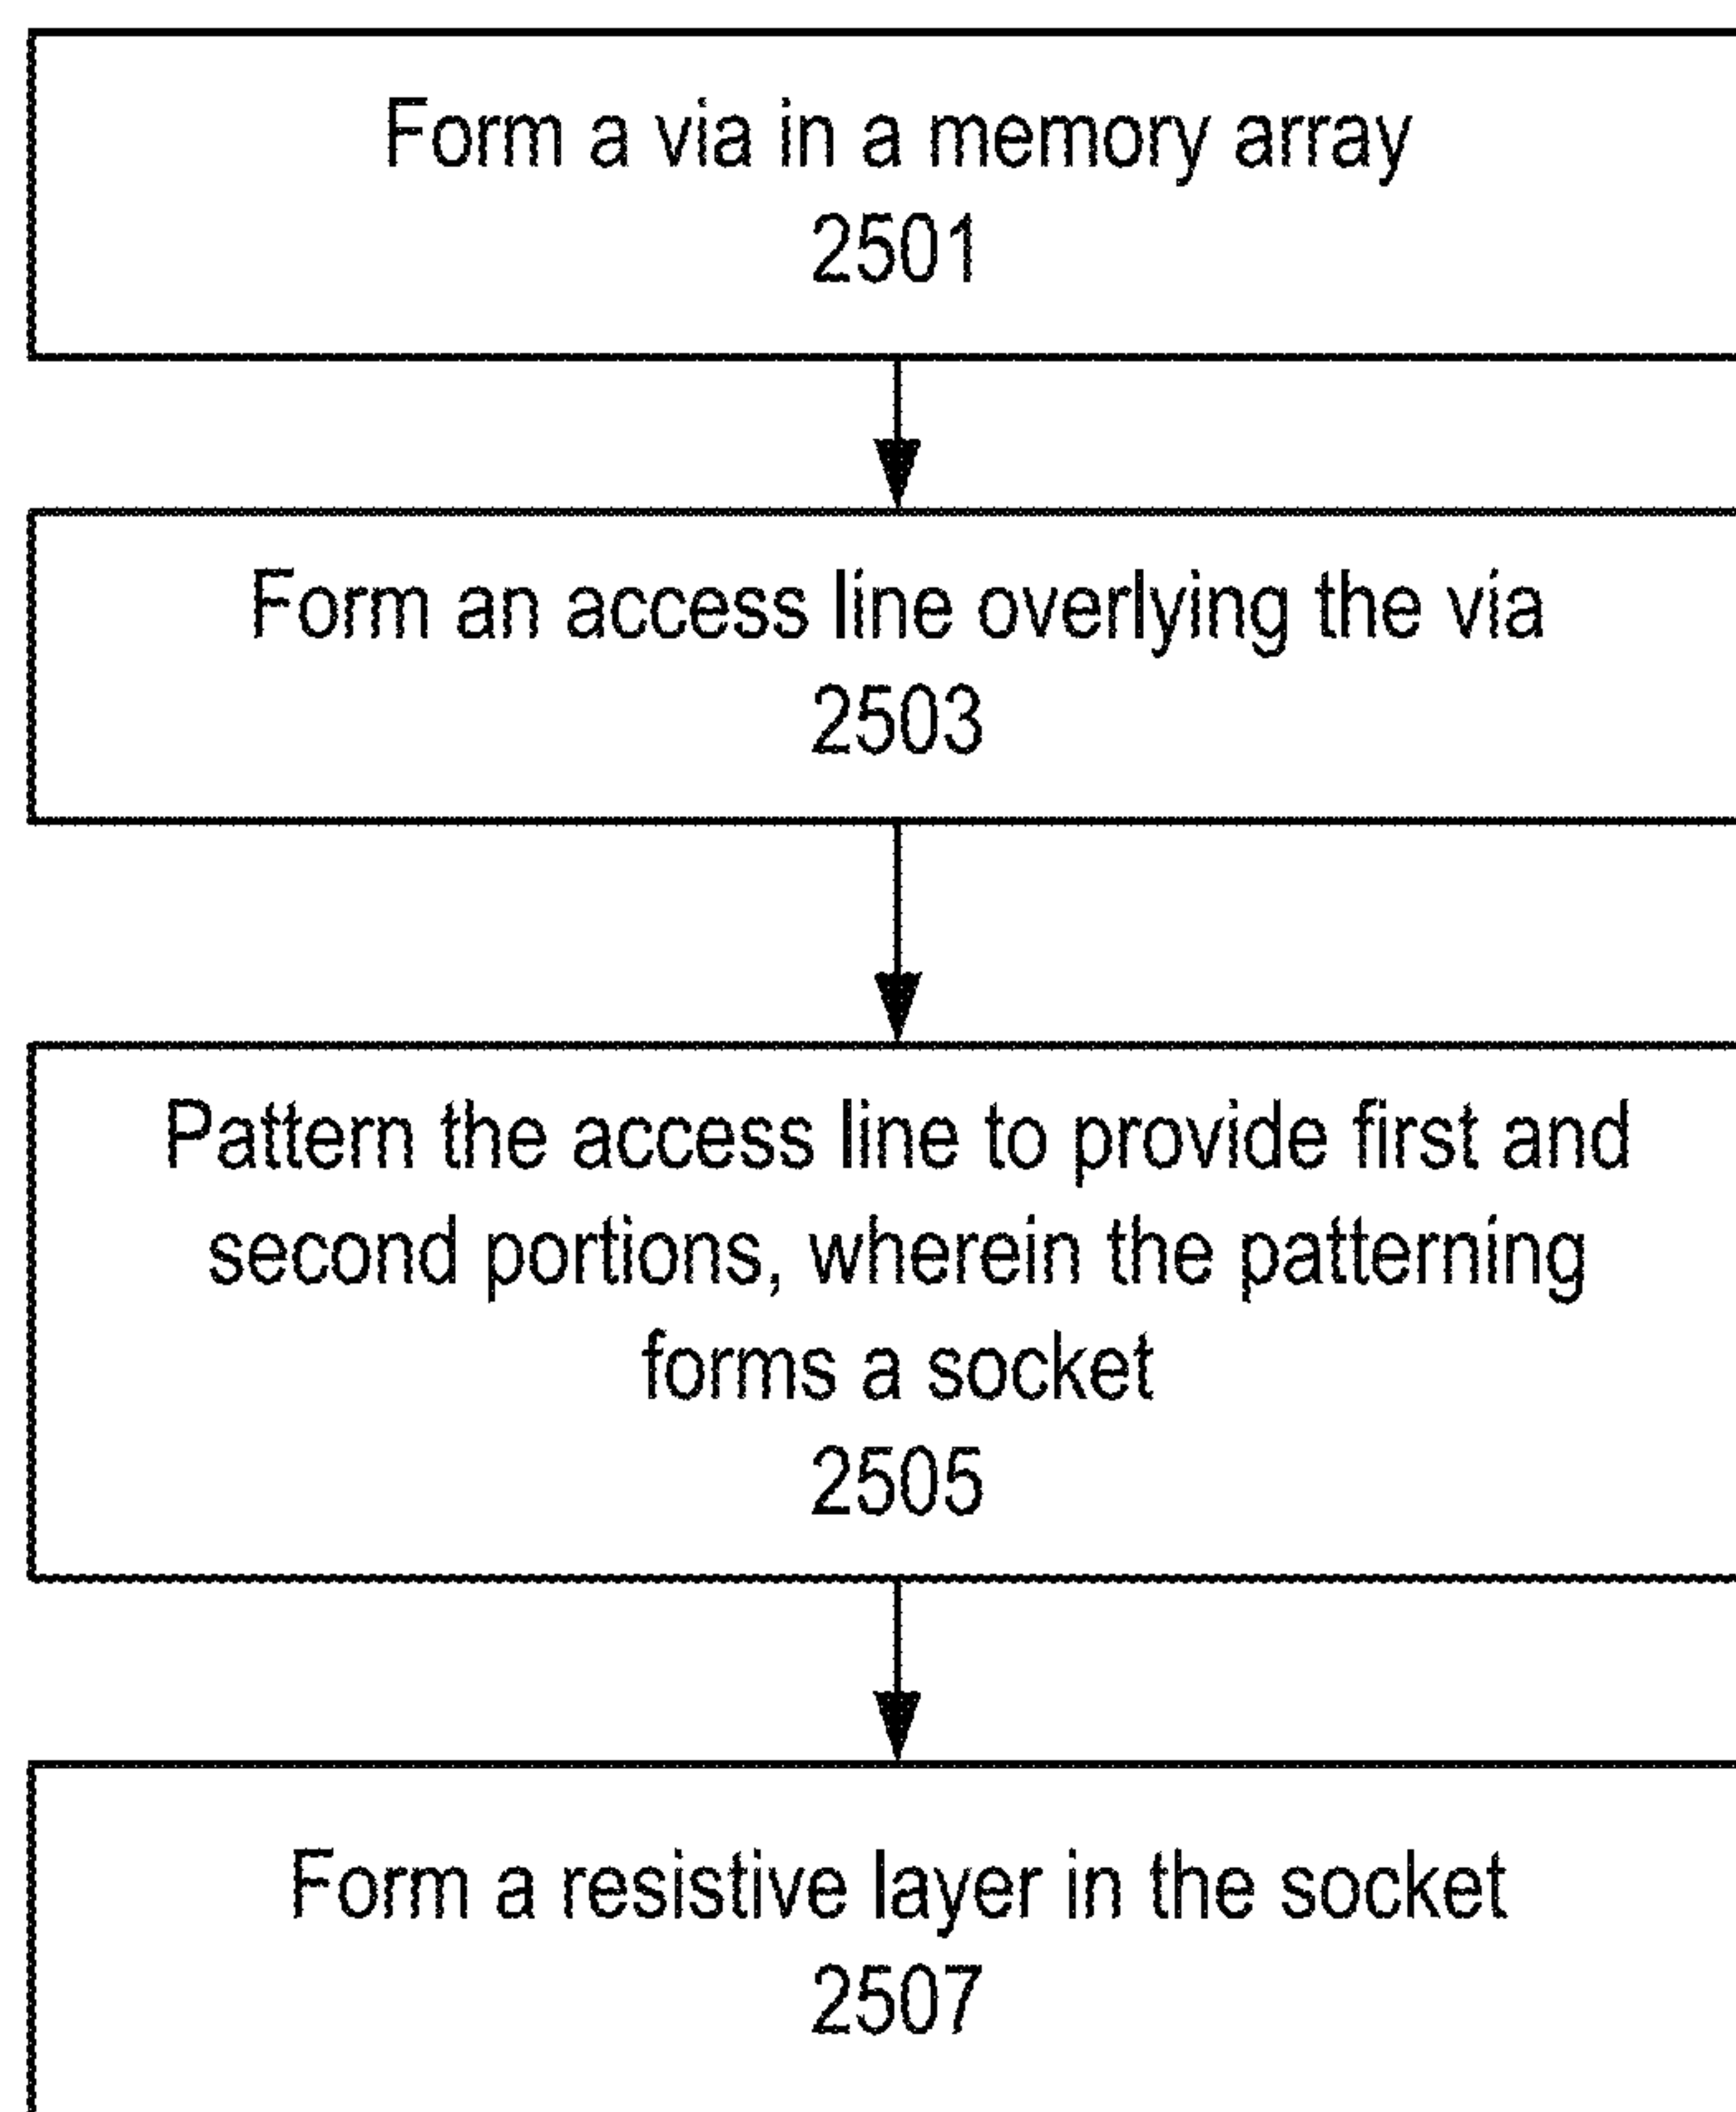 Form a via in a memory array
2501
Form an access line overlying the via
2503
Pattern the access line to provide first and
second portions, wherein the patterning
forms a socket
2505
Form a resistive layer in the socket
2507